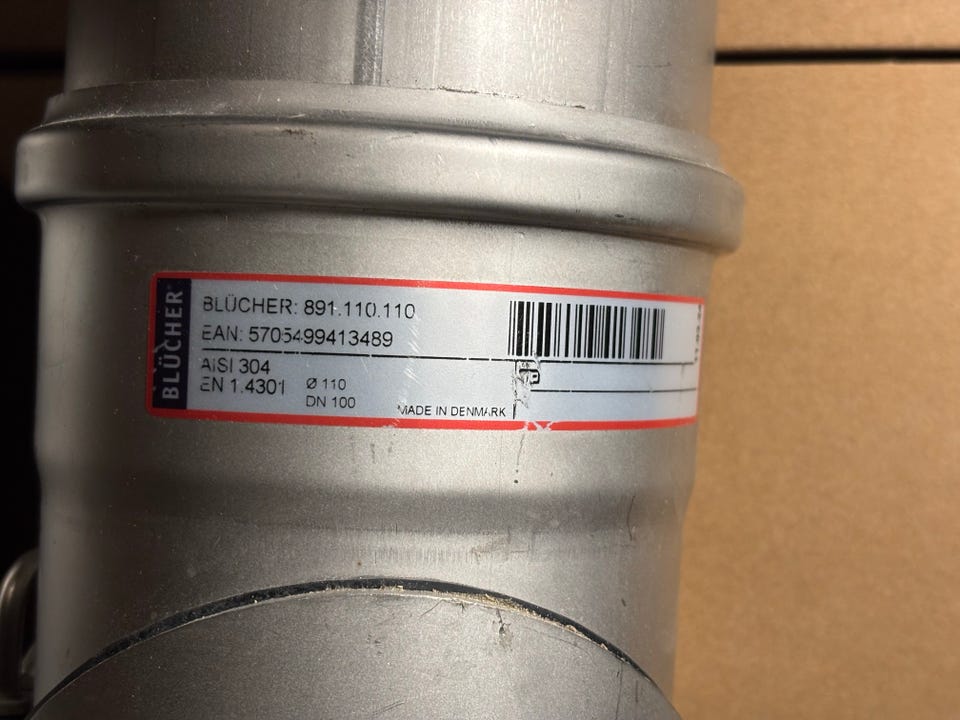 BLÜCHER®
BLÜCHER: 891.110.110
EAN: 5705499413489
AISI 304
EN 1.4301
Ø 110
DN 100
MADE IN DENMARK